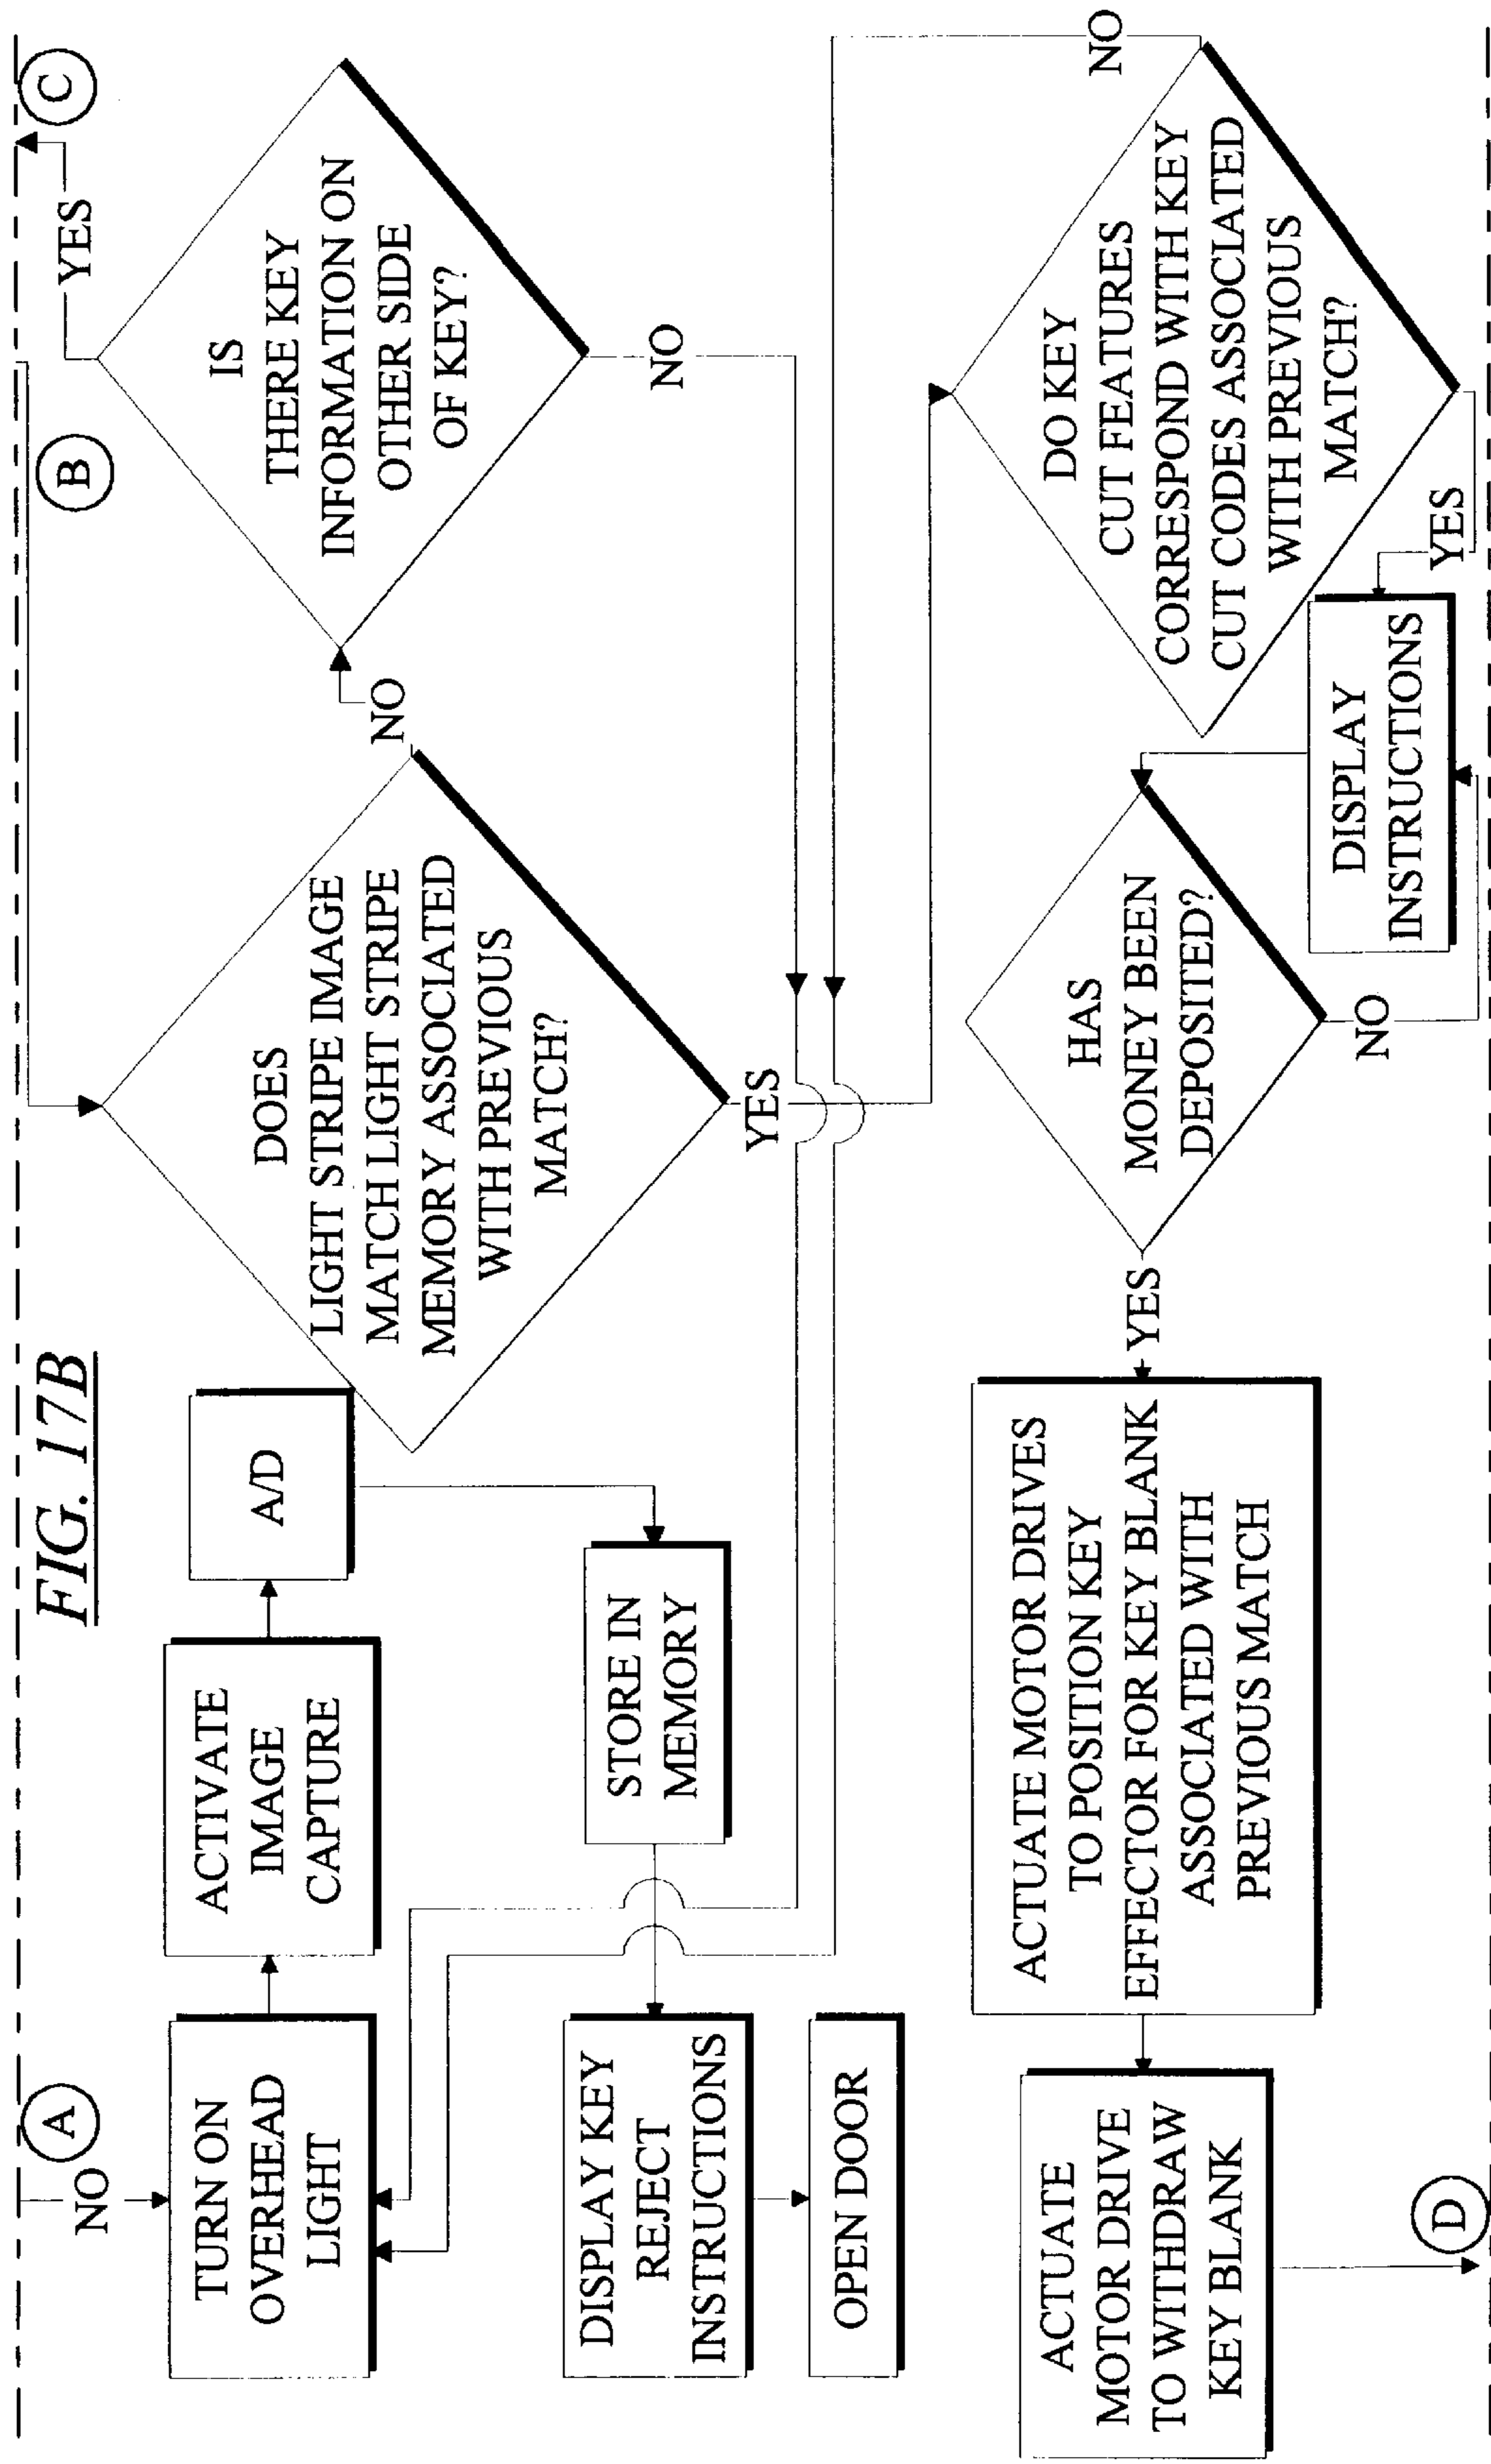 FIG. 17B
A
NO
TURN ON
OVERHEAD
LIGHT
ACTIVATE
IMAGE
CAPTURE
A/D
STORE IN
MEMORY
DISPLAY KEY
REJECT
INSTRUCTIONS
OPEN DOOR
B
DOES
LIGHT STRIPE IMAGE
MATCH LIGHT STRIPE
MEMORY ASSOCIATED
WITH PREVIOUS
MATCH?
NO
YES
IS
THERE KEY
INFORMATION ON
OTHER SIDE
OF KEY?
YES
C
NO
DO KEY
CUT FEATURES
CORRESPOND WITH KEY
CUT CODES ASSOCIATED
WITH PREVIOUS
MATCH?
NO
YES
DISPLAY
INSTRUCTIONS
HAS
MONEY BEEN
DEPOSITED?
NO
YES
ACTUATE MOTOR DRIVES
TO POSITION KEY
EFFECTOR FOR KEY BLANK
ASSOCIATED WITH
PREVIOUS MATCH
ACTUATE
MOTOR DRIVE
TO WITHDRAW
KEY BLANK
D